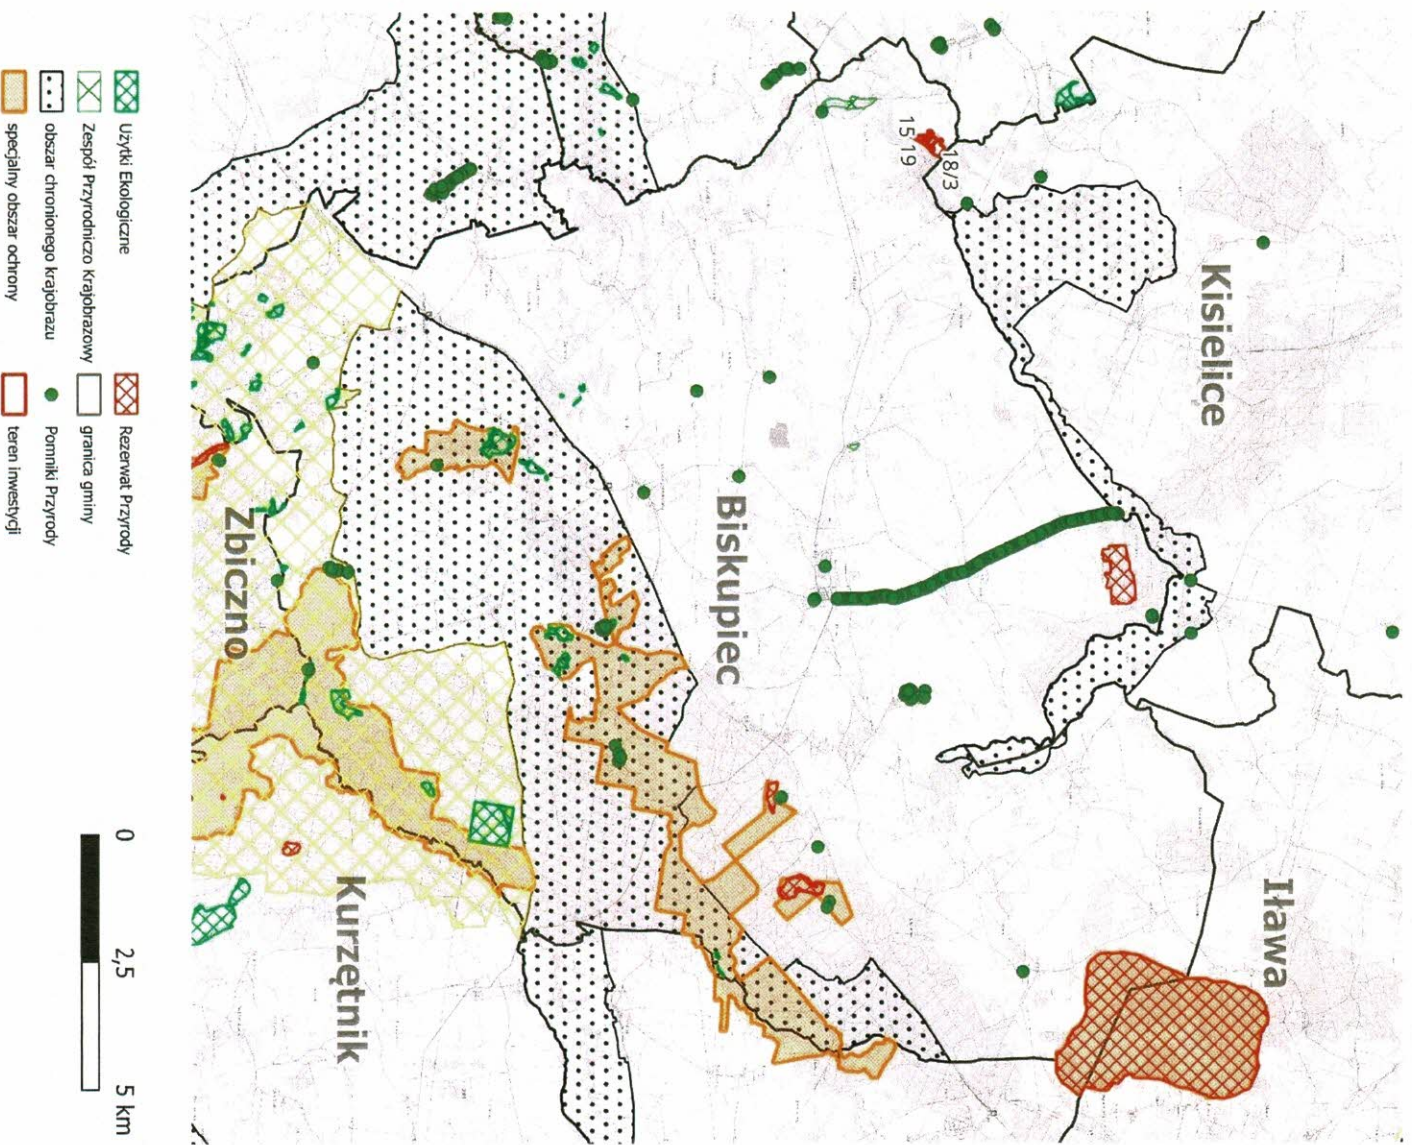 Kisielice
Iława
18/3
15 19
Biskupiec
Zbiczno
Kurzętnik
Użytki Ekologiczne
Zespół Przyrodniczo Krajobrazowy
obszar chronionego krajobrazu
specjalny obszar ochrony
Rezerwat Przyrody
granica gminy
Pomniki Przyrody
teren inwestycji
0 2,5 5 km